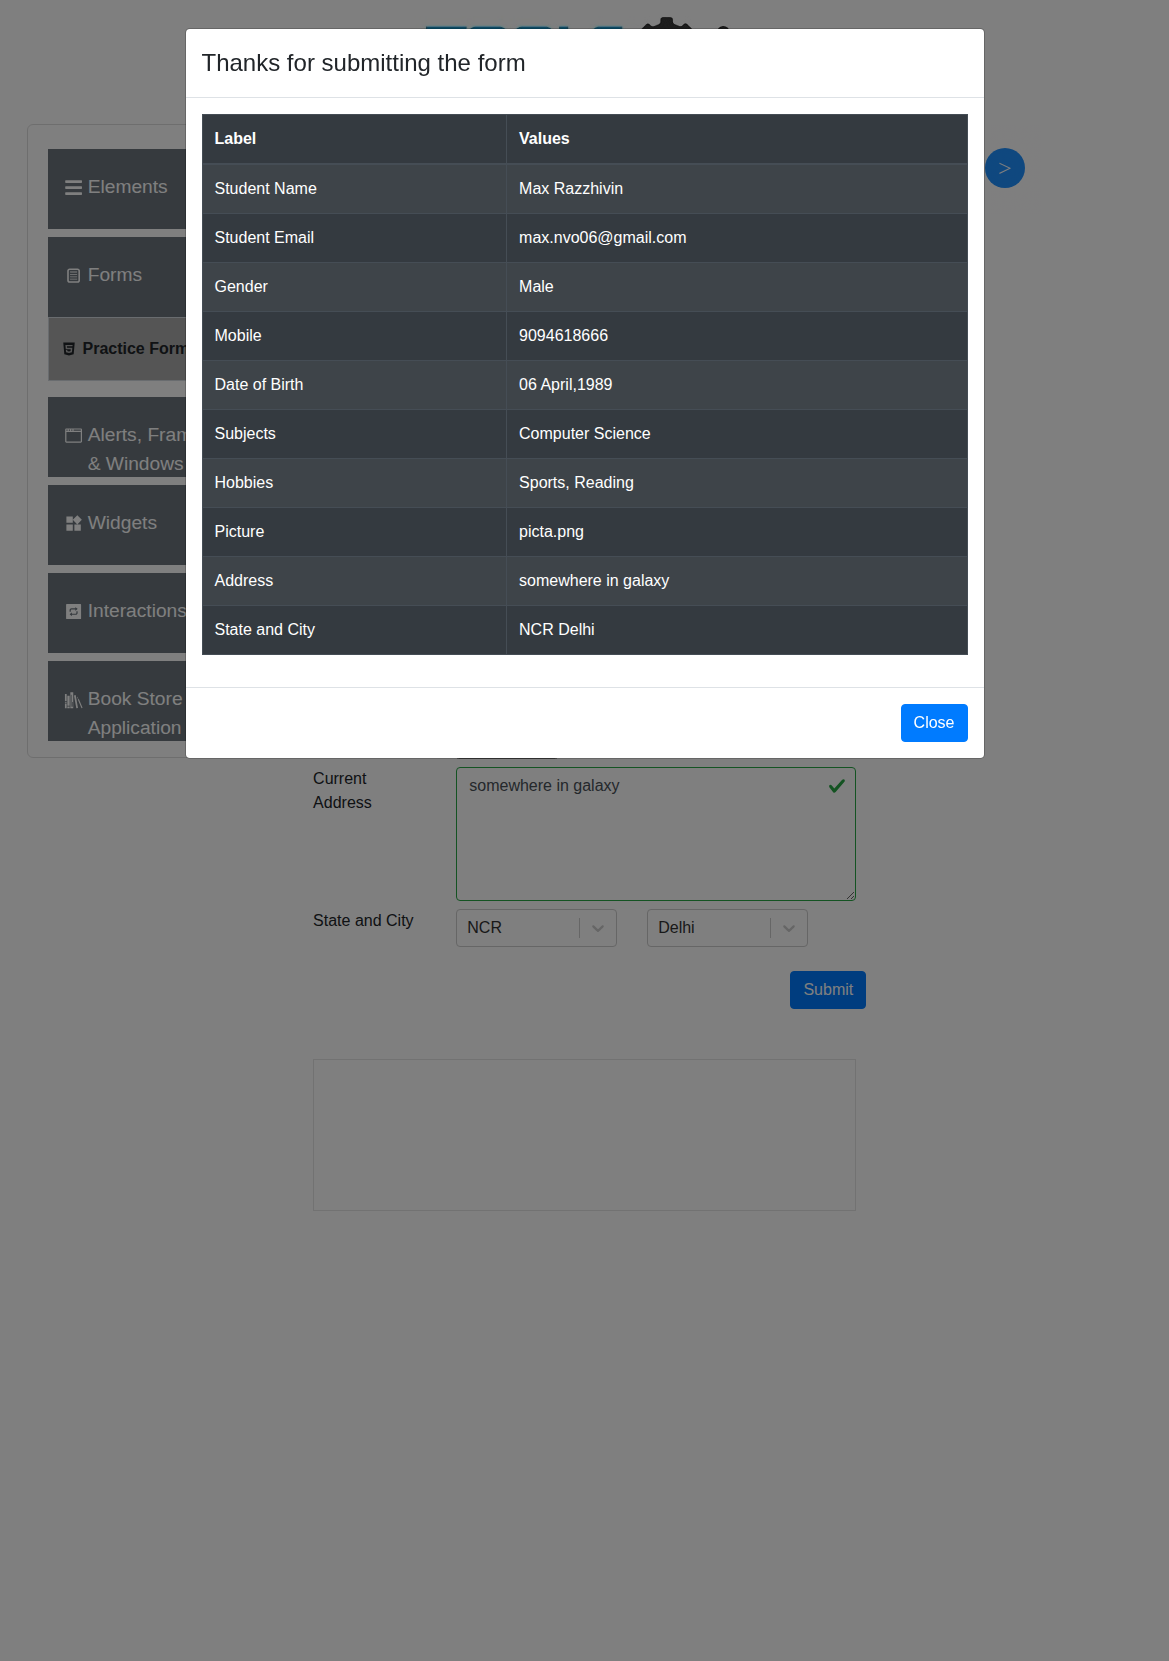 Thanks for submitting the form
Label Values
Student Name Max Razzhivin
Student Email max.nvo06@gmail.com
Gender Male
Mobile 9094618666
Date of Birth 06 April,1989
Subjects Computer Science
Hobbies Sports, Reading
Picture picta.png
Address somewhere in galaxy
State and City NCR Delhi
Close
Elements
Forms
Practice Form
Alerts, Fram
& Windows
Widgets
Interactions
Book Store
Application
>
Current
Address
somewhere in galaxy
State and City NCR Delhi
Submit